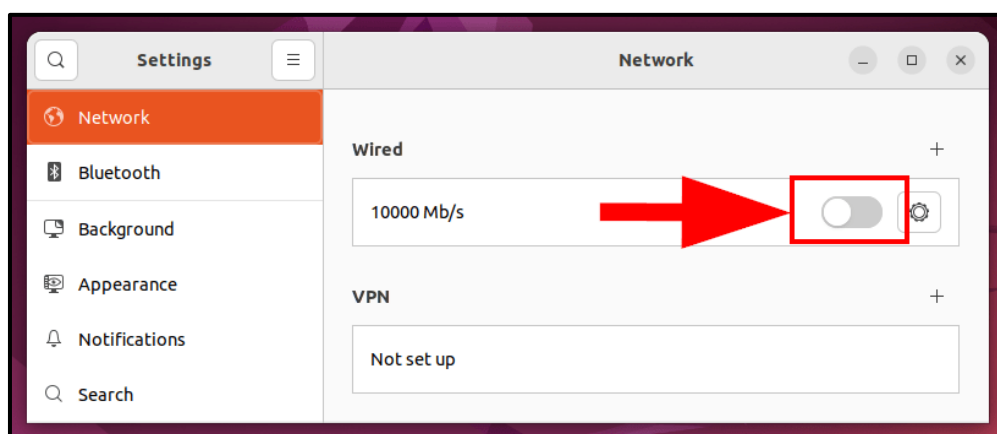 Settings
Network
Network
Bluetooth
Background
Appearance
Notifications
Search
Wired
10000 Mb/s
VPN
Not set up